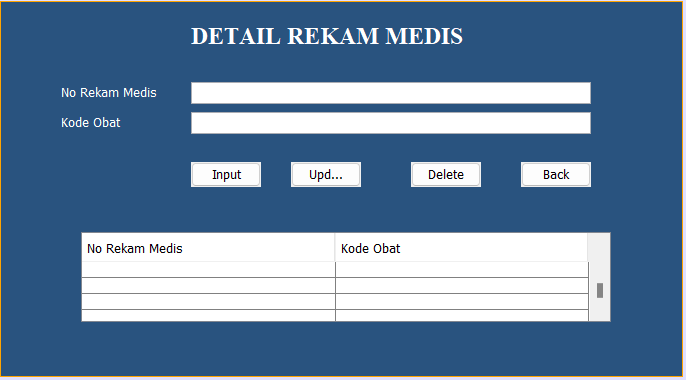 DETAIL REKAM MEDIS
No Rekam Medis
Kode Obat
Input Upd... Delete Back
No Rekam Medis Kode Obat